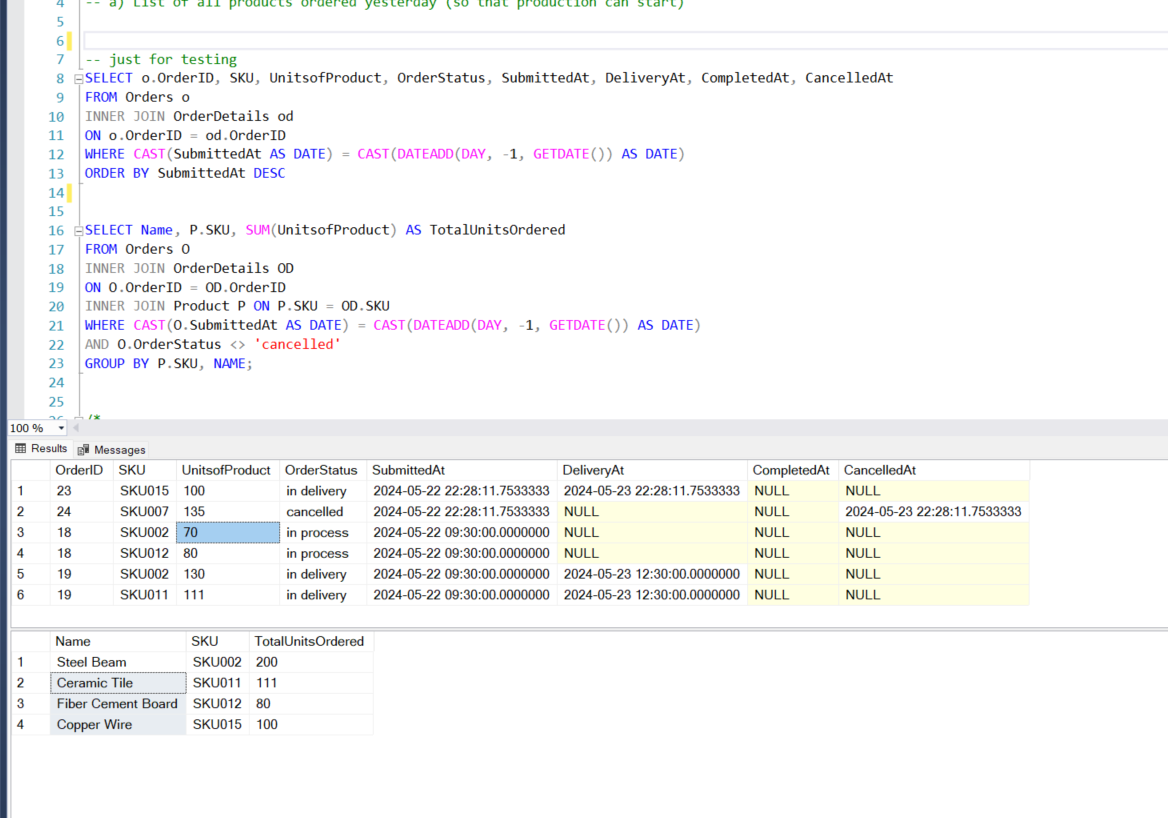 4 -- a) List of all products ordered yesterday (so that production can start)
5
6
7 -- just for testing
8 SELECT o.OrderID, SKU, UnitsofProduct, OrderStatus, SubmittedAt, DeliveryAt, CompletedAt, CancelledAt
9 FROM Orders o
10 INNER JOIN OrderDetails od
11 ON o.OrderID = od.OrderID
12 WHERE CAST(SubmittedAt AS DATE) = CAST(DATEADD(DAY, -1, GETDATE()) AS DATE)
13 ORDER BY SubmittedAt DESC
14
15
16 SELECT Name, P.SKU, SUM(UnitsofProduct) AS TotalUnitsOrdered
17 FROM Orders O
18 INNER JOIN OrderDetails OD
19 ON O.OrderID = OD.OrderID
20 INNER JOIN Product P ON P.SKU = OD.SKU
21 WHERE CAST(O.SubmittedAt AS DATE) = CAST(DATEADD(DAY, -1, GETDATE()) AS DATE)
22 AND O.OrderStatus <> 'cancelled'
23 GROUP BY P.SKU, NAME;
24
25
26 /*
100 %
Results Messages
OrderID SKU UnitsofProduct OrderStatus SubmittedAt DeliveryAt CompletedAt CancelledAt
1 23 SKU015 100 in delivery 2024-05-22 22:28:11.7533333 2024-05-23 22:28:11.7533333 NULL NULL
2 24 SKU007 135 cancelled 2024-05-22 22:28:11.7533333 NULL NULL 2024-05-23 22:28:11.7533333
3 18 SKU002 70 in process 2024-05-22 09:30:00.0000000 NULL NULL NULL
4 18 SKU012 80 in process 2024-05-22 09:30:00.0000000 NULL NULL NULL
5 19 SKU002 130 in delivery 2024-05-22 09:30:00.0000000 2024-05-23 12:30:00.0000000 NULL NULL
6 19 SKU011 111 in delivery 2024-05-22 09:30:00.0000000 2024-05-23 12:30:00.0000000 NULL NULL
Name SKU TotalUnitsOrdered
1 Steel Beam SKU002 200
2 Ceramic Tile SKU011 111
3 Fiber Cement Board SKU012 80
4 Copper Wire SKU015 100